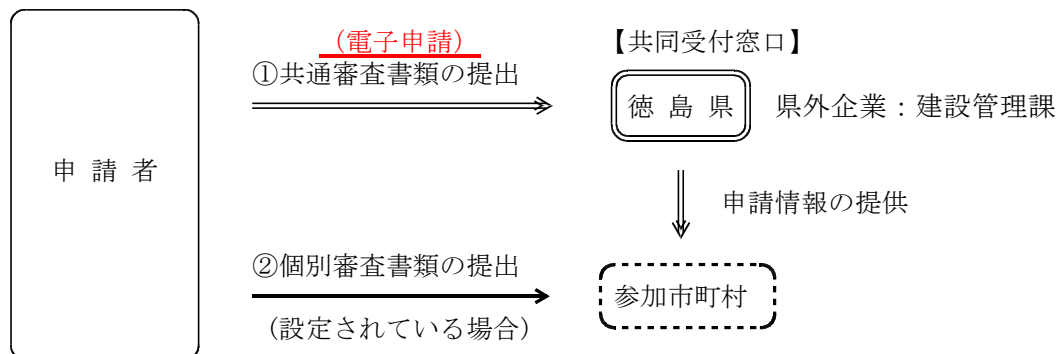 (電子申請) 【共同受付窓口】
①共通審査書類の提出
徳 島 県 県外企業：建設管理課
申 請 者
申請情報の提供
②個別審査書類の提出
参加市町村
(設定されている場合)